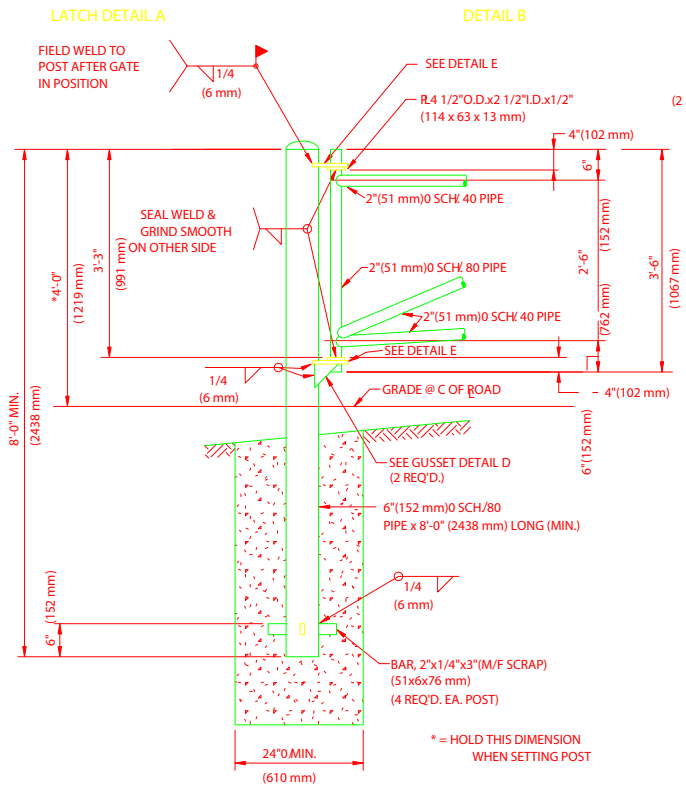 LATCH DETAIL A
DETAIL B
FIELD WELD TO
POST AFTER GATE
IN POSITION
1/4
(6 mm)
SEE DETAIL E
PL4 1/2"O.D.x2 1/2"I.D.x1/2"
(114 x 63 x 13 mm)
(2
4"(102 mm)
6"
(152 mm)
2"(51 mm)0 SCH/. 40 PIPE
SEAL WELD &
GRIND SMOOTH
ON OTHER SIDE
3'-3"
(991 mm)
*4'-0"
(1219 mm)
8'-0" MIN.
(2438 mm)
2'-6"
(762 mm)
3'-6"
(1067 mm)
2"(51 mm)0 SCH/. 80 PIPE
2"(51 mm)0 SCH/. 40 PIPE
SEE DETAIL E
1/4
(6 mm)
GRADE @ C OF ROAD
L
4"(102 mm)
6"(152 mm)
SEE GUSSET DETAIL D
(2 REQ'D.)
6"(152 mm)0 SCH/80
PIPE x 8'-0" (2438 mm) LONG (MIN.)
1/4
(6 mm)
6"
(152 mm)
BAR, 2"x1/4"x3"(M/F SCRAP)
(51x6x76 mm)
(4 REQ'D. EA. POST)
24"0 MIN.
(610 mm)
* = HOLD THIS DIMENSION
WHEN SETTING POST